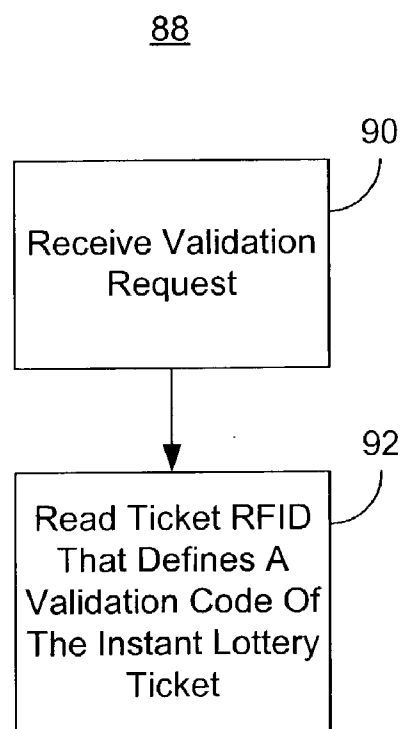 88
90
Receive Validation
Request
92
Read Ticket RFID
That Defines A
Validation Code Of
The Instant Lottery
Ticket